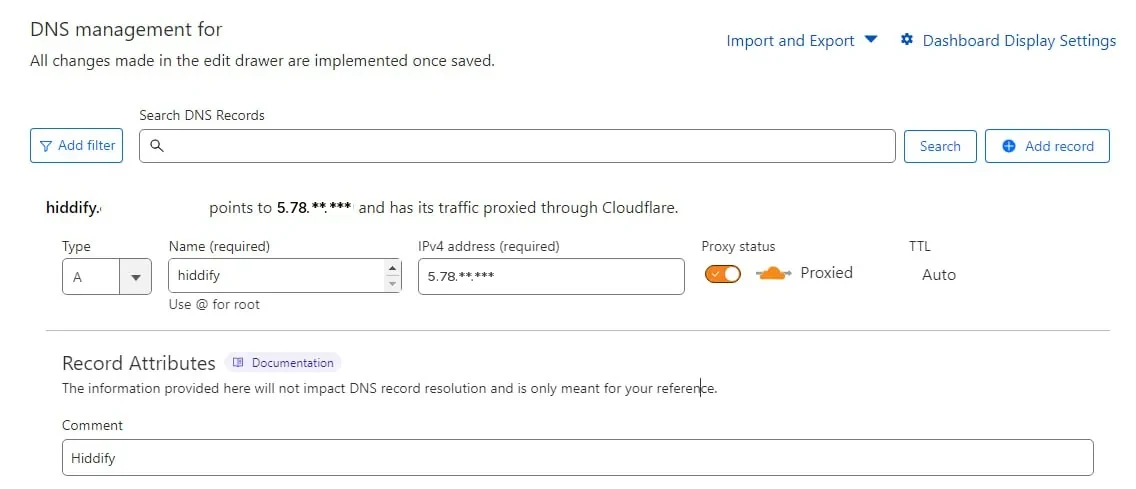 DNS management for
Import and Export
Dashboard Display Settings
All changes made in the edit drawer are implemented once saved.
Search DNS Records
Add filter
Search
Add record
hiddify. points to 5.78.**.*** and has its traffic proxied through Cloudflare.
Type
Name (required)
IPv4 address (required)
Proxy status
TTL
A
hiddify
5.78.**.***
Proxied
Auto
Use @ for root
Record Attributes
Documentation
The information provided here will not impact DNS record resolution and is only meant for your reference.
Comment
Hiddify